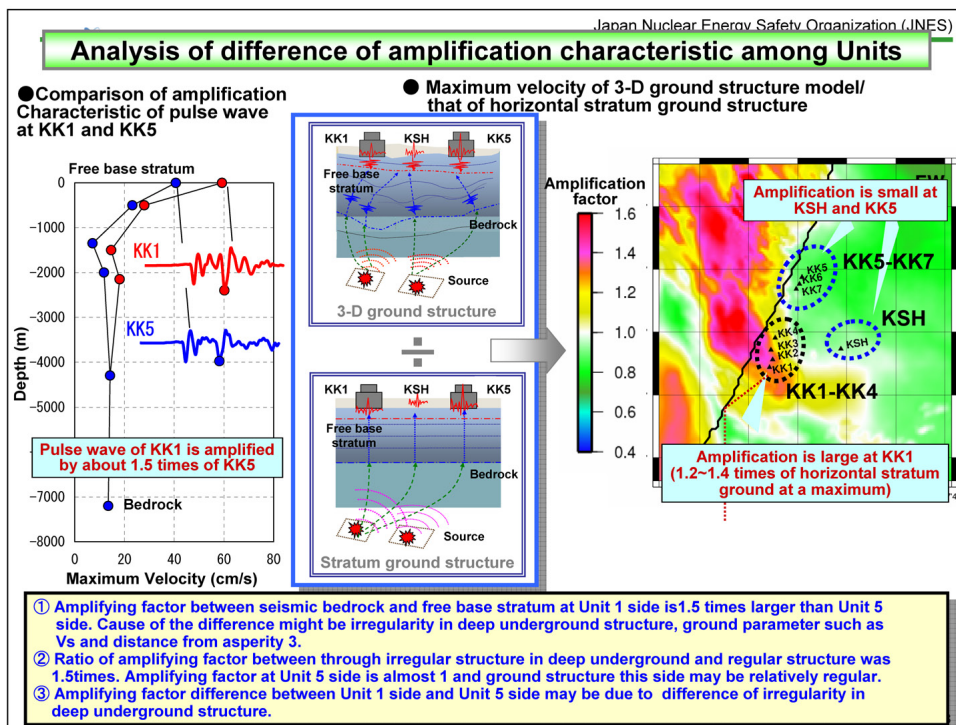 Japan Nuclear Energy Safety Organization (JNES)
Analysis of difference of amplification characteristic among Units
●Comparison of amplification
Characteristic of pulse wave
at KK1 and KK5
● Maximum velocity of 3-D ground structure model/
that of horizontal stratum ground structure
Free base stratum
0
-1000
-2000
-3000
-4000
-5000
-7000
-8000
Depth (m)
KK1
KK5
Pulse wave of KK1 is amplified
by about 1.5 times of KK5
Bedrock
0 20 40 60 80
Maximum Velocity (cm/s)
KK1 KSH KK5
Free base
stratum
Bedrock
Source
3-D ground structure
÷
KK1 KSH KK5
Free base
stratum
Bedrock
Source
Stratum ground structure
Amplification
factor
1.6
1.4
1.2
1.0
0.8
0.6
0.4
Amplification is small at
KSH and KK5
KK5
KK6
KK7
KK5-KK7
KSH
KSH
KK4
KK3
KK2
KK1
KK1-KK4
Amplification is large at KK1
(1.2~1.4 times of horizontal stratum
ground at a maximum)
① Amplifying factor between seismic bedrock and free base stratum at Unit 1 side is1.5 times larger than Unit 5
side. Cause of the difference might be irregularity in deep underground structure, ground parameter such as
Vs and distance from asperity 3.
② Ratio of amplifying factor between through irregular structure in deep underground and regular structure was
1.5times. Amplifying factor at Unit 5 side is almost 1 and ground structure this side may be relatively regular.
③ Amplifying factor difference between Unit 1 side and Unit 5 side may be due to difference of irregularity in
deep underground structure.